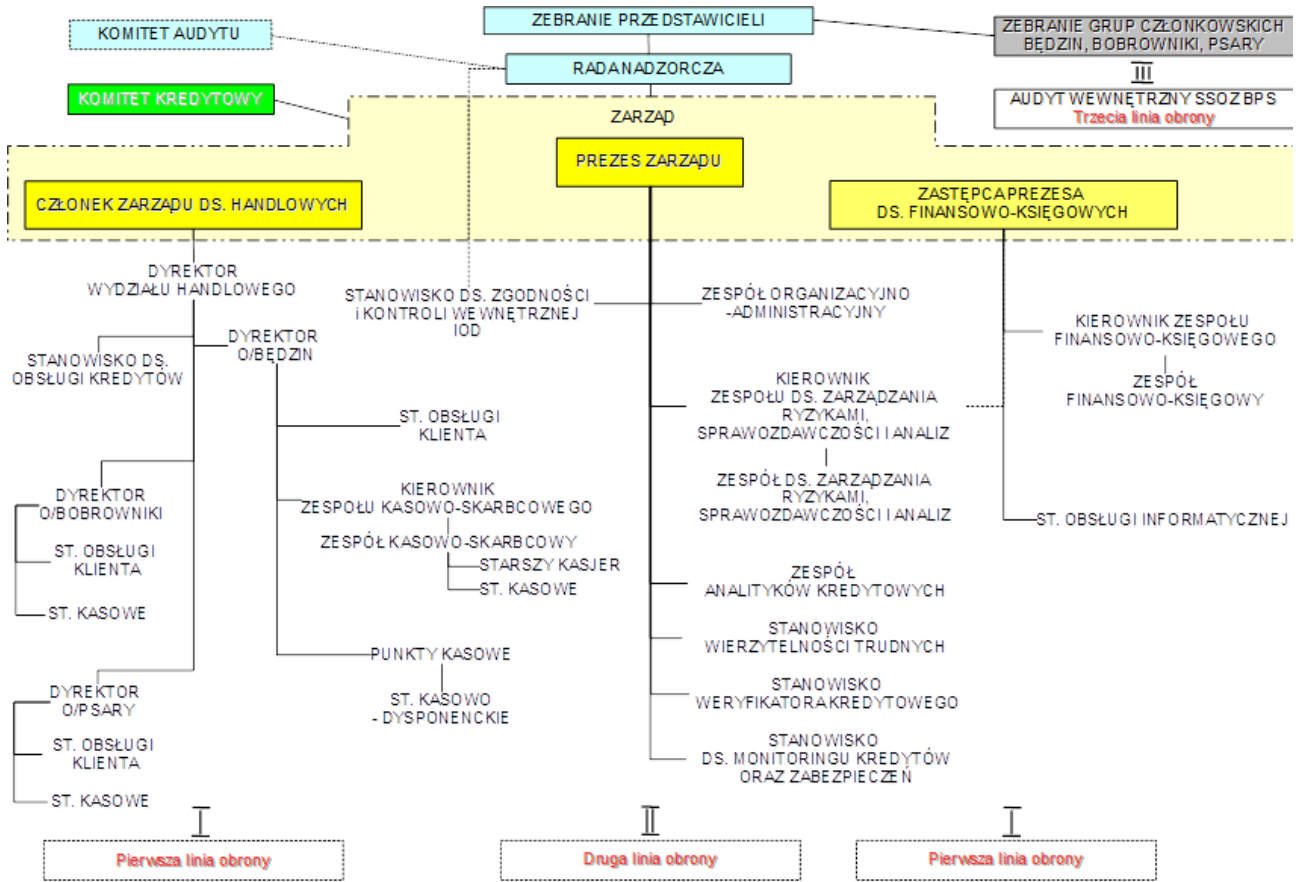 ZEBRANIE PRZEDSTAWICIELI
KOMITET AUDYTU
ZEBRANIE GRUP CZŁONKOWSKICH
BĘDZIN, BOBROWNIKI, PSARY
RADA NADZORCZA
III
KOMITET KREDYTOWY
AUDYT WEWNĘTRZNY SSOZ BPS
Trzecia linia obrony
ZARZĄD
PREZES ZARZĄDU
CZŁONEK ZARZĄDU DS. HANDLOWYCH
ZASTĘPCA PREZESA
DS. FINANSOWO-KSIĘGOWYCH
DYREKTOR
WYDZIAŁU HANDLOWEGO
STANOWISKO DS.
OBSŁUGI KREDYTÓW
DYREKTOR
O/BĘDZIN
ST. OBSŁUGI
KLIENTA
KIEROWNIK
ZESPOŁU KASOWO-SKARBCOWEGO
ZESPÓŁ KASOWO-SKARBCOWY
STARSZY KASJER
ST. KASOWE
PUNKTY KASOWE
ST. KASOWO
- DYSPONENCKIE
DYREKTOR
O/BOBROWNIKI
ST. OBSŁUGI
KLIENTA
ST. KASOWE
DYREKTOR
O/PSARY
ST. OBSŁUGI
KLIENTA
ST. KASOWE
I
Pierwsza linia obrony
STANOWISKO DS. ZGODNOŚCI
i KONTROLI WEWNĘTRZNEJ
IOD
ZESPÓŁ ORGANIZACYJNO
-ADMINISTRACYJNY
KIEROWNIK
ZESPOŁU DS. ZARZĄDZANIA
RYZYKAMI,
SPRAWOZDAWCZOŚCI I ANALIZ
ZESPÓŁ DS. ZARZĄDZANIA
RYZYKAMI,
SPRAWOZDAWCZOŚCI I ANALIZ
ZESPÓŁ
ANALITYKÓW KREDYTOWYCH
STANOWISKO
WIERZYTELNOŚCI TRUDNYCH
STANOWISKO
WERYFIKATORA KREDYTOWEGO
STANOWISKO
DS. MONITORINGU KREDYTÓW
ORAZ ZABEZPIECZEŃ
II
Druga linia obrony
KIEROWNIK ZESPOŁU
FINANSOWO-KSIĘGOWEGO
ZESPÓŁ
FINANSOWO-KSIĘGOWY
ST. OBSŁUGI INFORMATYCZNEJ
I
Pierwsza linia obrony